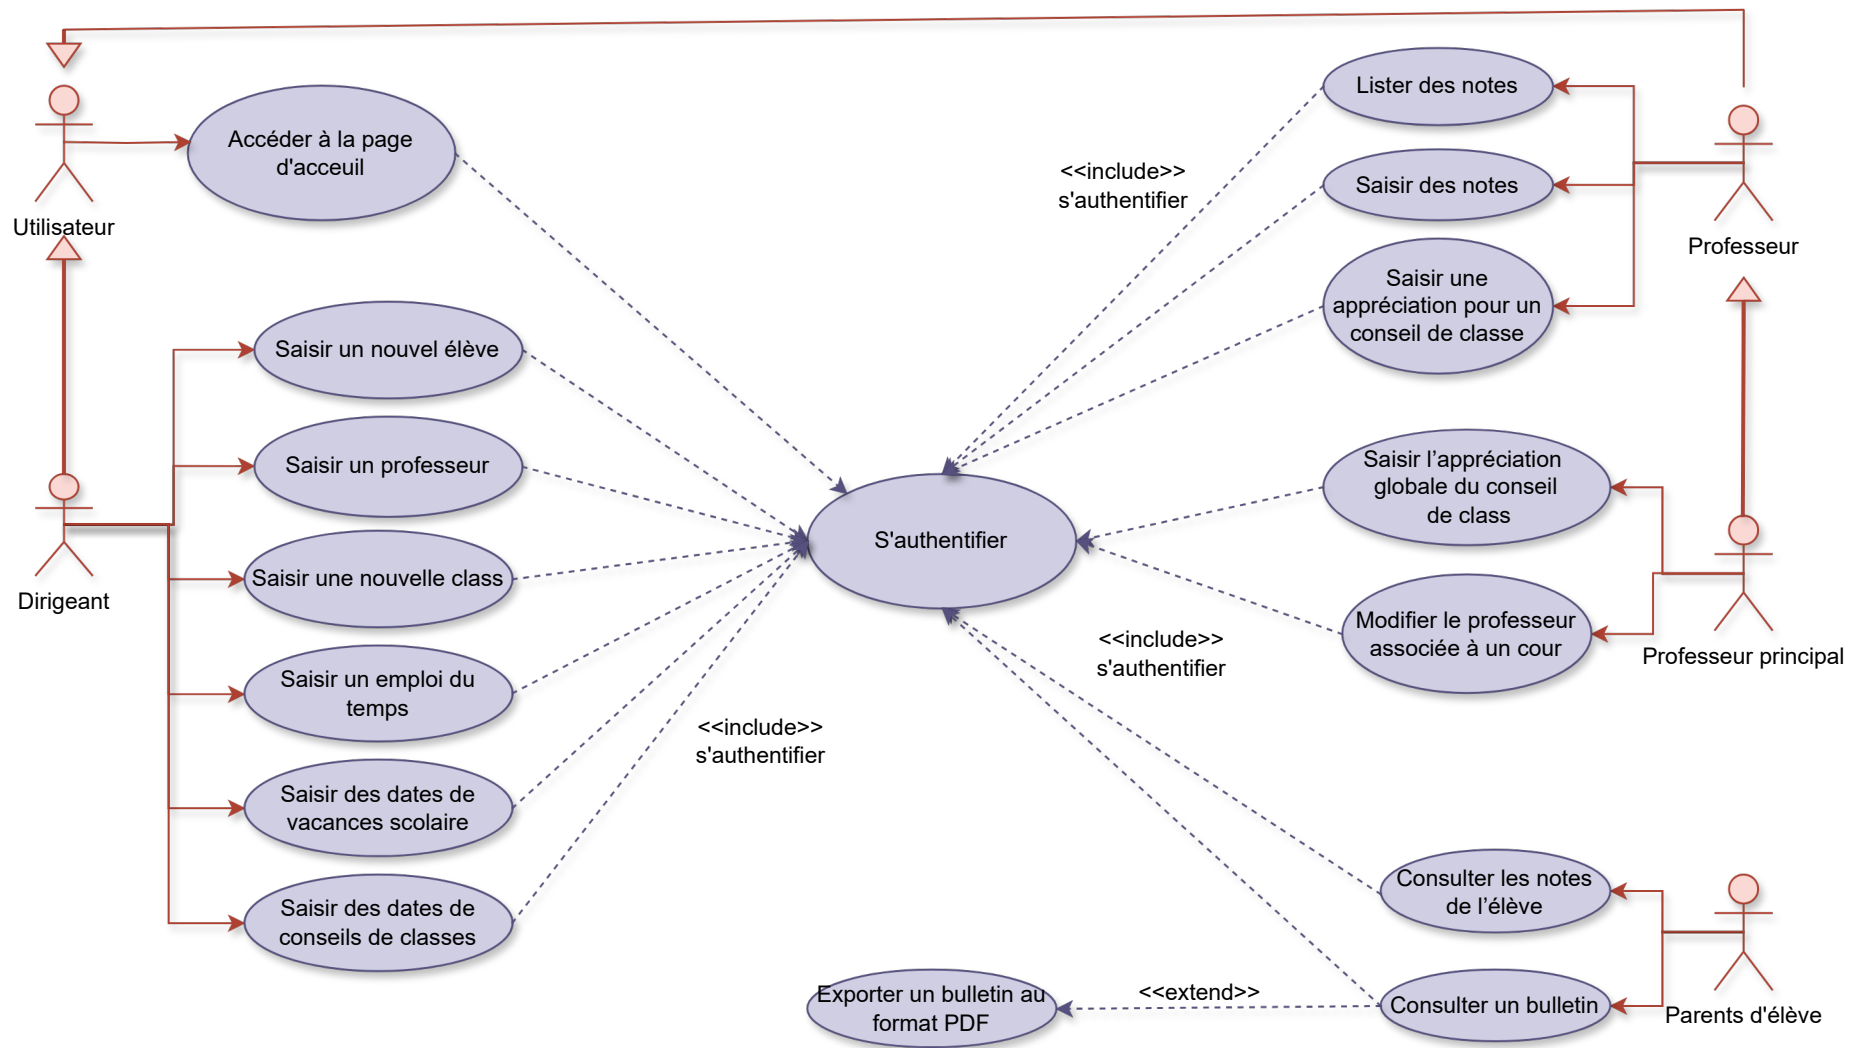 Lister des notes
Accéder à la page
d'acceuil
<<include>>
s'authentifier
Saisir des notes
Utilisateur
Professeur
Saisir une
appréciation pour un
conseil de classe
Saisir un nouvel élève
Saisir un professeur
Saisir l’appréciation
globale du conseil
de class
S'authentifier
Saisir une nouvelle class
Dirigeant
Modifier le professeur
associée à un cour
<<include>>
s'authentifier
Professeur principal
Saisir un emploi du
temps
<<include>>
s'authentifier
Saisir des dates de
vacances scolaire
Consulter les notes
de l’élève
Saisir des dates de
conseils de classes
Exporter un bulletin au
format PDF
<<extend>>
Consulter un bulletin
Parents d'élève